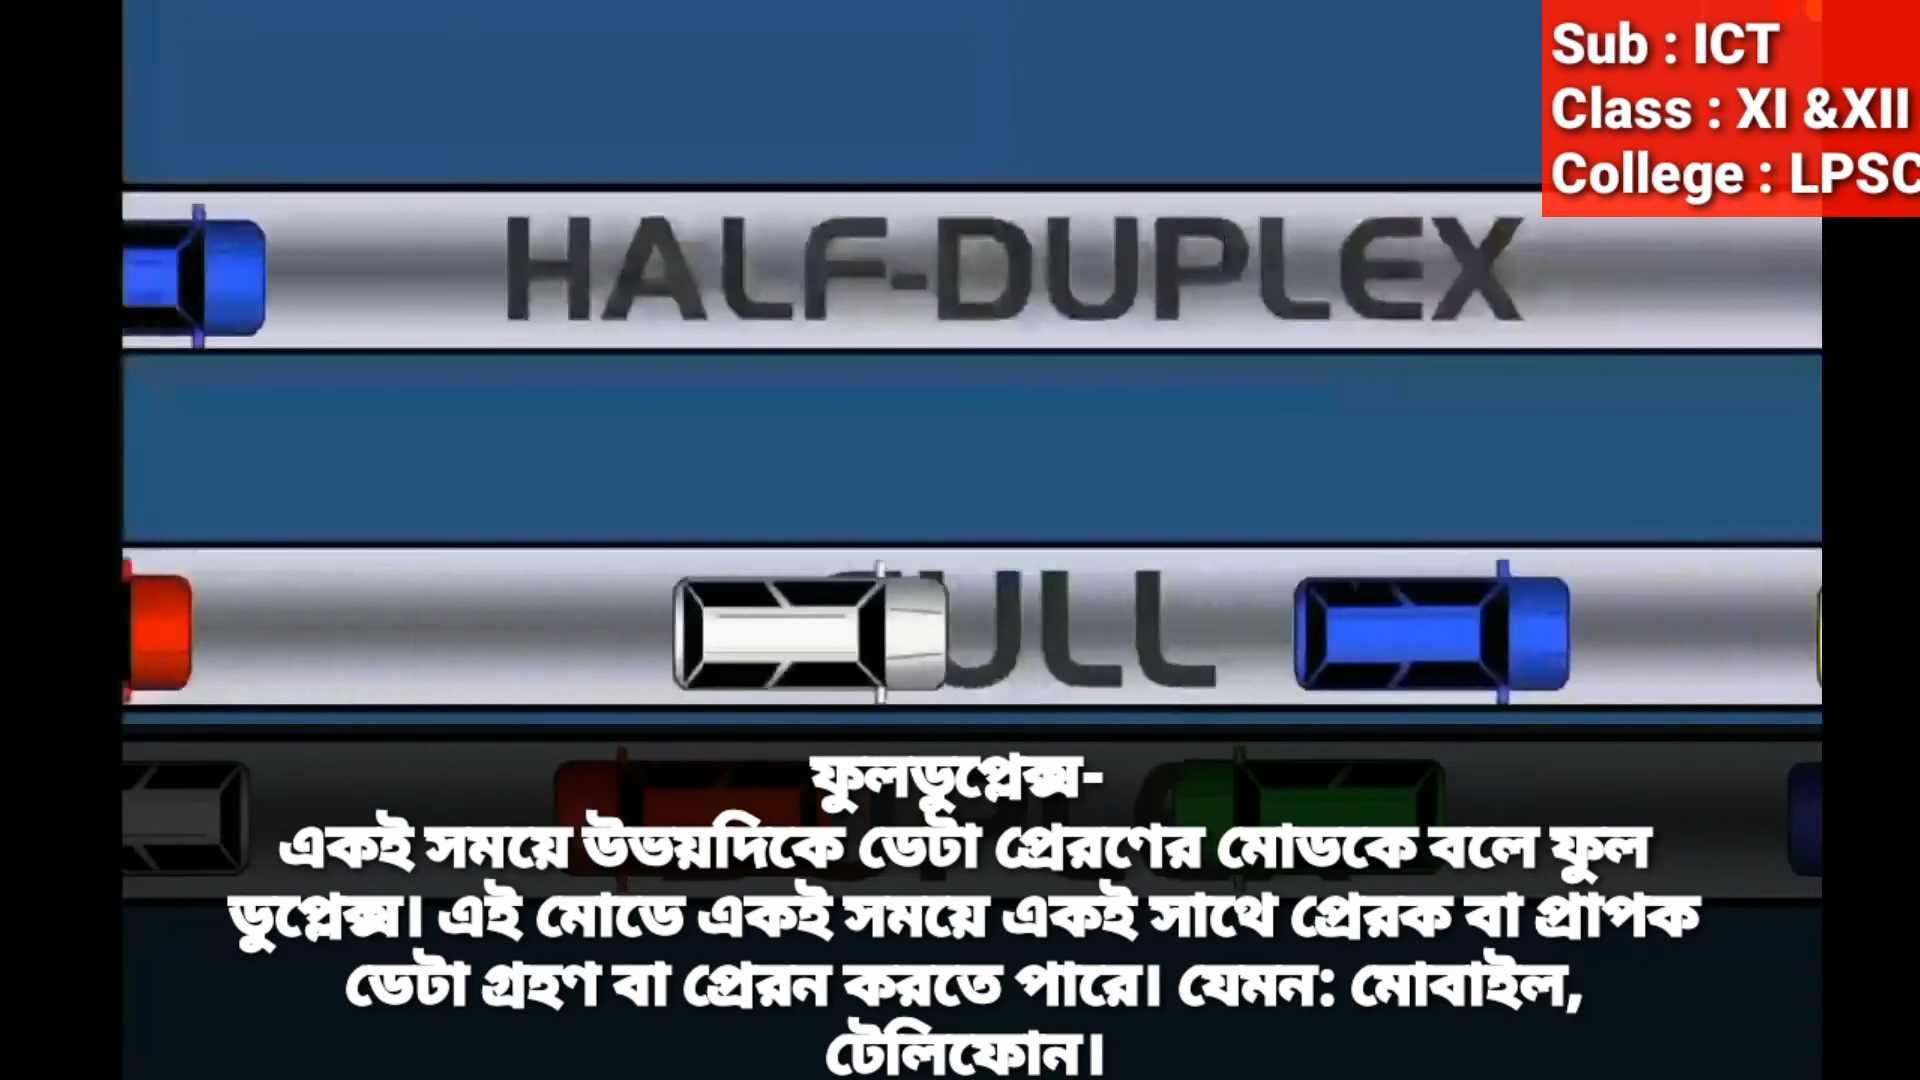 Sub : ICT
Class : XI &XII
College : LPSC
HALF-DUPLEX
ULL
ফুলডুপ্লেক্স-
একই সময়ে উভয়দিকে ডেটা প্রেরণের মোডকে বলে ফুল
ডুপ্লেক্স। এই মোডে একই সময়ে একই সাথে প্রেরক বা প্রাপক
ডেটা গ্রহণ বা প্রেরন করতে পারে। যেমন: মোবাইল,
টেলিফোন।